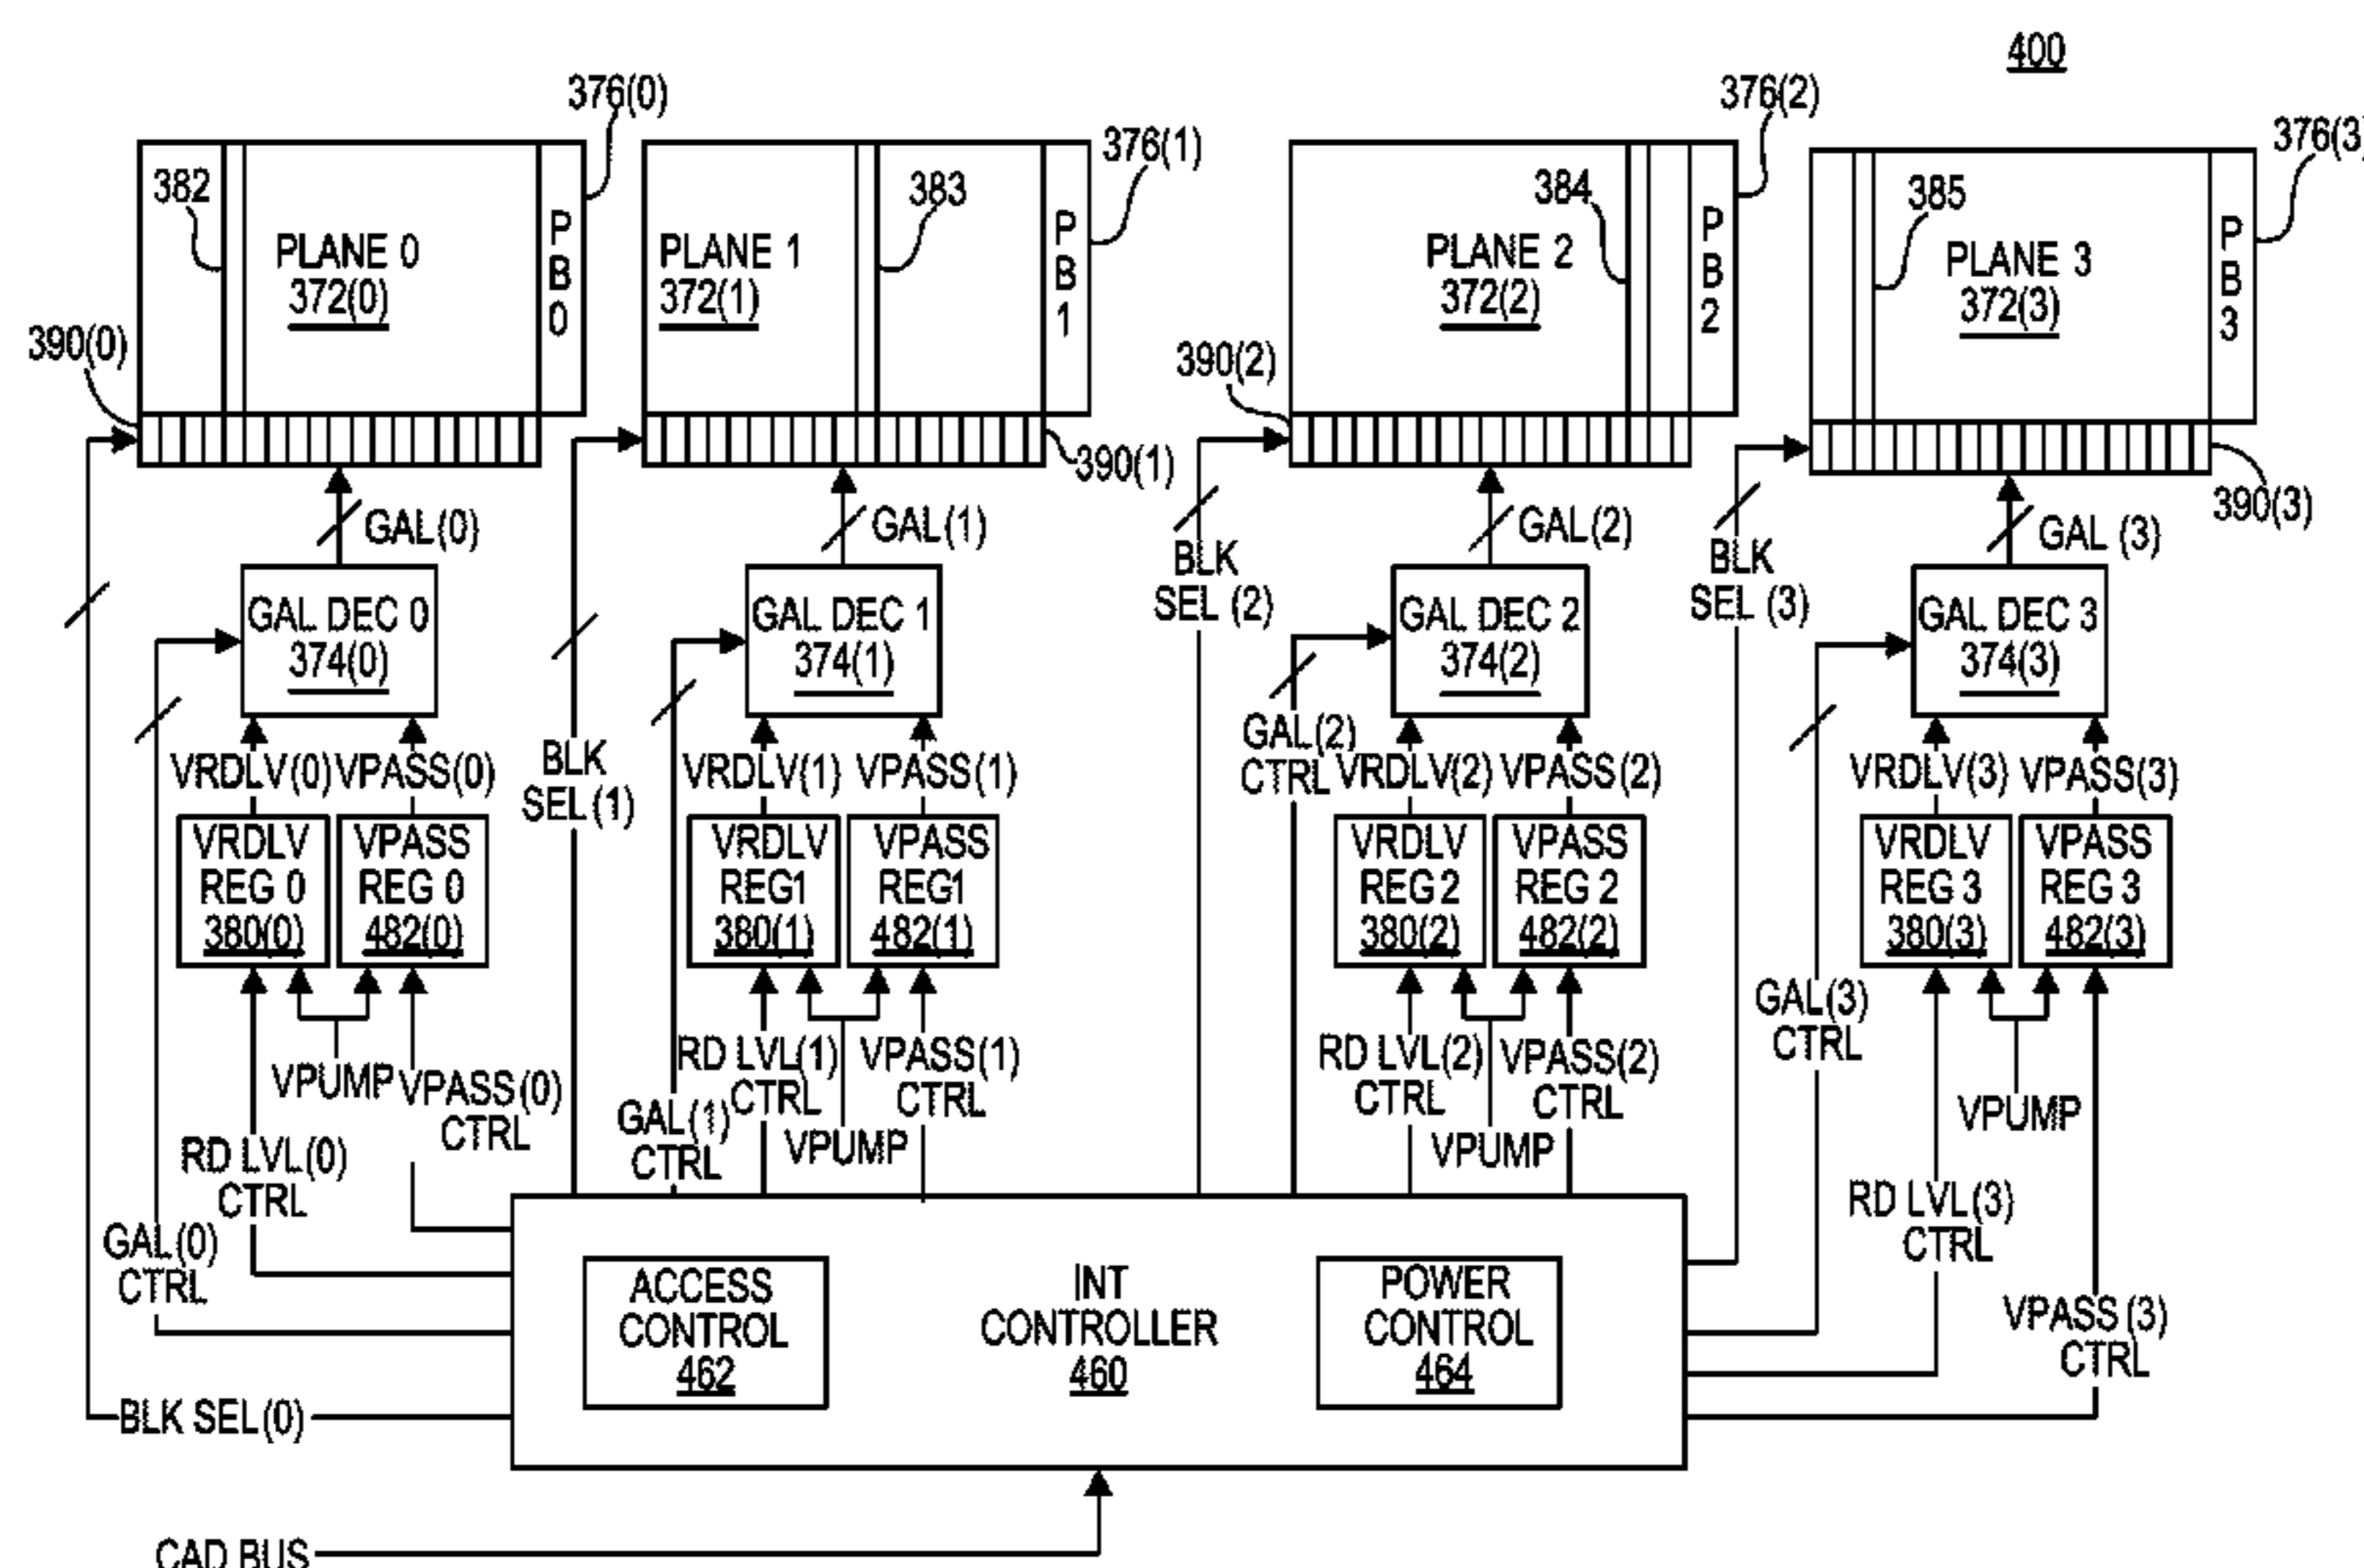 400
376(0)
376(1)
376(2)
376(3)
382
PLANE 0
372(0)
P
B
0
PLANE 1
372(1)
383
P
B
1
PLANE 2
372(2)
384
P
B
2
385
PLANE 3
372(3)
P
B
3
390(0)
390(1)
390(2)
390(3)
GAL(0)
GAL(1)
GAL(2)
GAL (3)
BLK
SEL (2)
BLK
SEL (3)
GAL DEC 0
374(0)
GAL DEC 1
374(1)
GAL DEC 2
374(2)
GAL DEC 3
374(3)
VRDLV(0)
VPASS(0)
BLK
SEL(1)
VRDLV(1)
VPASS(1)
GAL(2)
CTRL
VRDLV(2)
VPASS(2)
VRDLV(3)
VPASS(3)
VRDLV
REG 0
380(0)
VPASS
REG 0
482(0)
VRDLV
REG1
380(1)
VPASS
REG1
482(1)
VRDLV
REG 2
380(2)
VPASS
REG 2
482(2)
VRDLV
REG 3
380(3)
VPASS
REG 3
482(3)
VPUMP
VPASS(0)
CTRL
RD LVL(0)
CTRL
GAL(0)
CTRL
BLK SEL(0)
GAL(1)
CTRL
RD LVL(1)
CTRL
VPASS(1)
CTRL
VPUMP
RD LVL(2)
CTRL
VPASS(2)
CTRL
VPUMP
GAL(3)
CTRL
VPUMP
RD LVL(3)
CTRL
VPASS (3)
CTRL
ACCESS
CONTROL
462
INT
CONTROLLER
460
POWER
CONTROL
464
CAD BUS